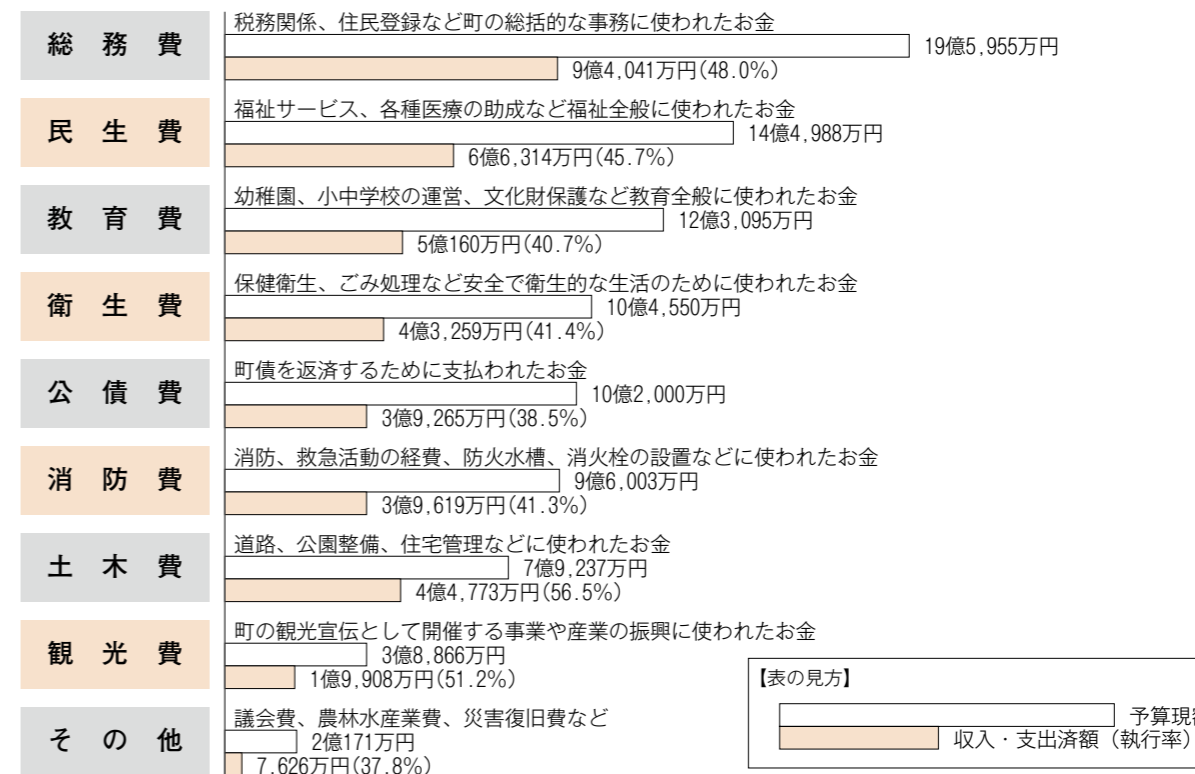 総務費
税務関係、住民登録など町の総括的な事務に使われたお金
19億5,955万円
9億4,041万円(48.0%)
民生費
福祉サービス、各種医療の助成など福祉全般に使われたお金
14億4,988万円
6億6,314万円(45.7%)
教育費
幼稚園、小中学校の運営、文化財保護など教育全般に使われたお金
12億3,095万円
5億160万円(40.7%)
衛生費
保健衛生、ごみ処理など安全で衛生的な生活のために使われたお金
10億4,550万円
4億3,259万円(41.4%)
公債費
町債を返済するために支払われたお金
10億2,000万円
3億9,265万円(38.5%)
消防費
消防、救急活動の経費、防火水槽、消火栓の設置などに使われたお金
9億6,003万円
3億9,619万円(41.3%)
土木費
道路、公園整備、住宅管理などに使われたお金
7億9,237万円
4億4,773万円(56.5%)
観光費
町の観光宣伝として開催する事業や産業の振興に使われたお金
3億8,866万円
1億9,908万円(51.2%)
その他
議会費、農林水産業費、災害復旧費など
2億171万円
7,626万円(37.8%)
【表の見方】
予算現
収入・支出済額（執行率）